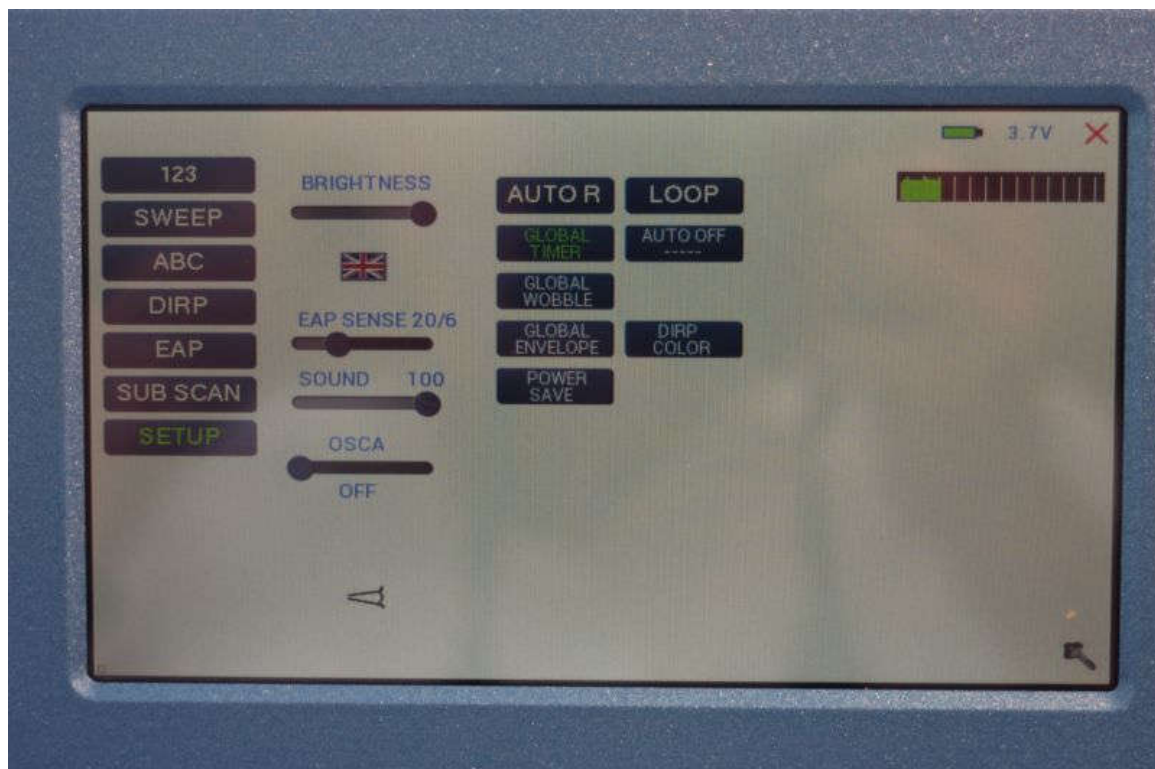 3.7V
123
SWEEP
ABC
DIRP
EAP
SUB SCAN
SETUP
BRIGHTNESS
EAP SENSE 20/6
SOUND 100
OSCA
OFF
AUTO R
LOOP
GLOBAL
TIMER
AUTO OFF
-----
GLOBAL
WOBBLE
GLOBAL
ENVELOPE
DIRP
COLOR
POWER
SAVE